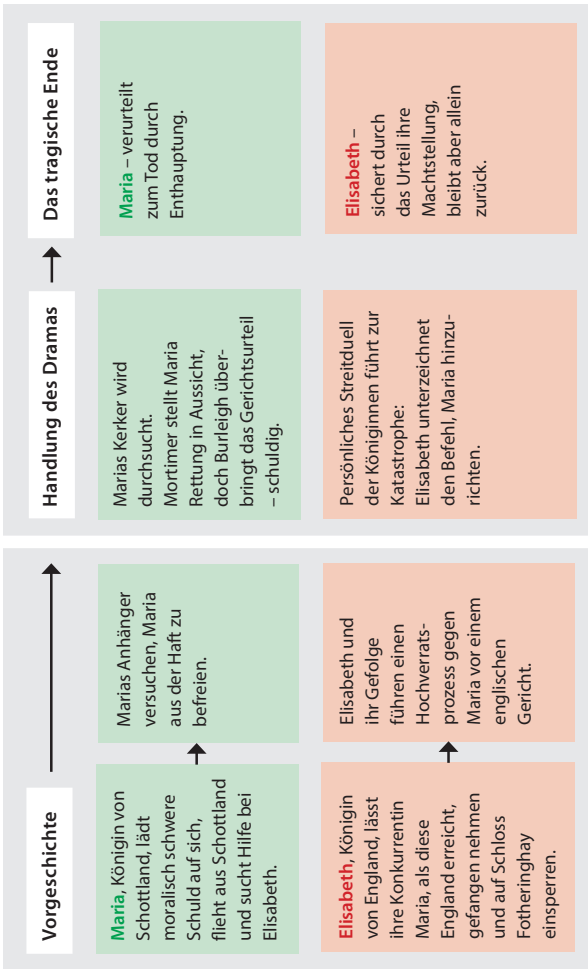 Vorgeschichte
Maria, Königin von
Schottland, lädt
moralisch schwere
Schuld auf sich,
flieht aus Schottland
und sucht Hilfe bei
Elisabeth.
Marias Anhänger
versuchen, Maria
aus der Haft zu
befreien.
Elisabeth, Königin
von England, lässt
ihre Konkurrentin
Maria, als diese
England erreicht,
gefangen nehmen
und auf Schloss
Fotheringhay
einsperren.
Elisabeth und
ihr Gefolge
führen einen
Hochverrats-
prozess gegen
Maria vor einem
englischen
Gericht.
Handlung des Dramas
Marias Kerker wird
durchsucht.
Mortimer stellt Maria
Rettung in Aussicht,
doch Burleigh über-
bringt das Gerichtsurteil
– schuldig.
Persönliches Streitduell
der Königinnen führt zur
Katastrophe:
Elisabeth unterzeichnet
den Befehl, Maria hinzu-
richten.
Das tragische Ende
Maria – verurteilt
zum Tod durch
Enthauptung.
Elisabeth –
sichert durch
das Urteil ihre
Machtstellung,
bleibt aber allein
zurück.